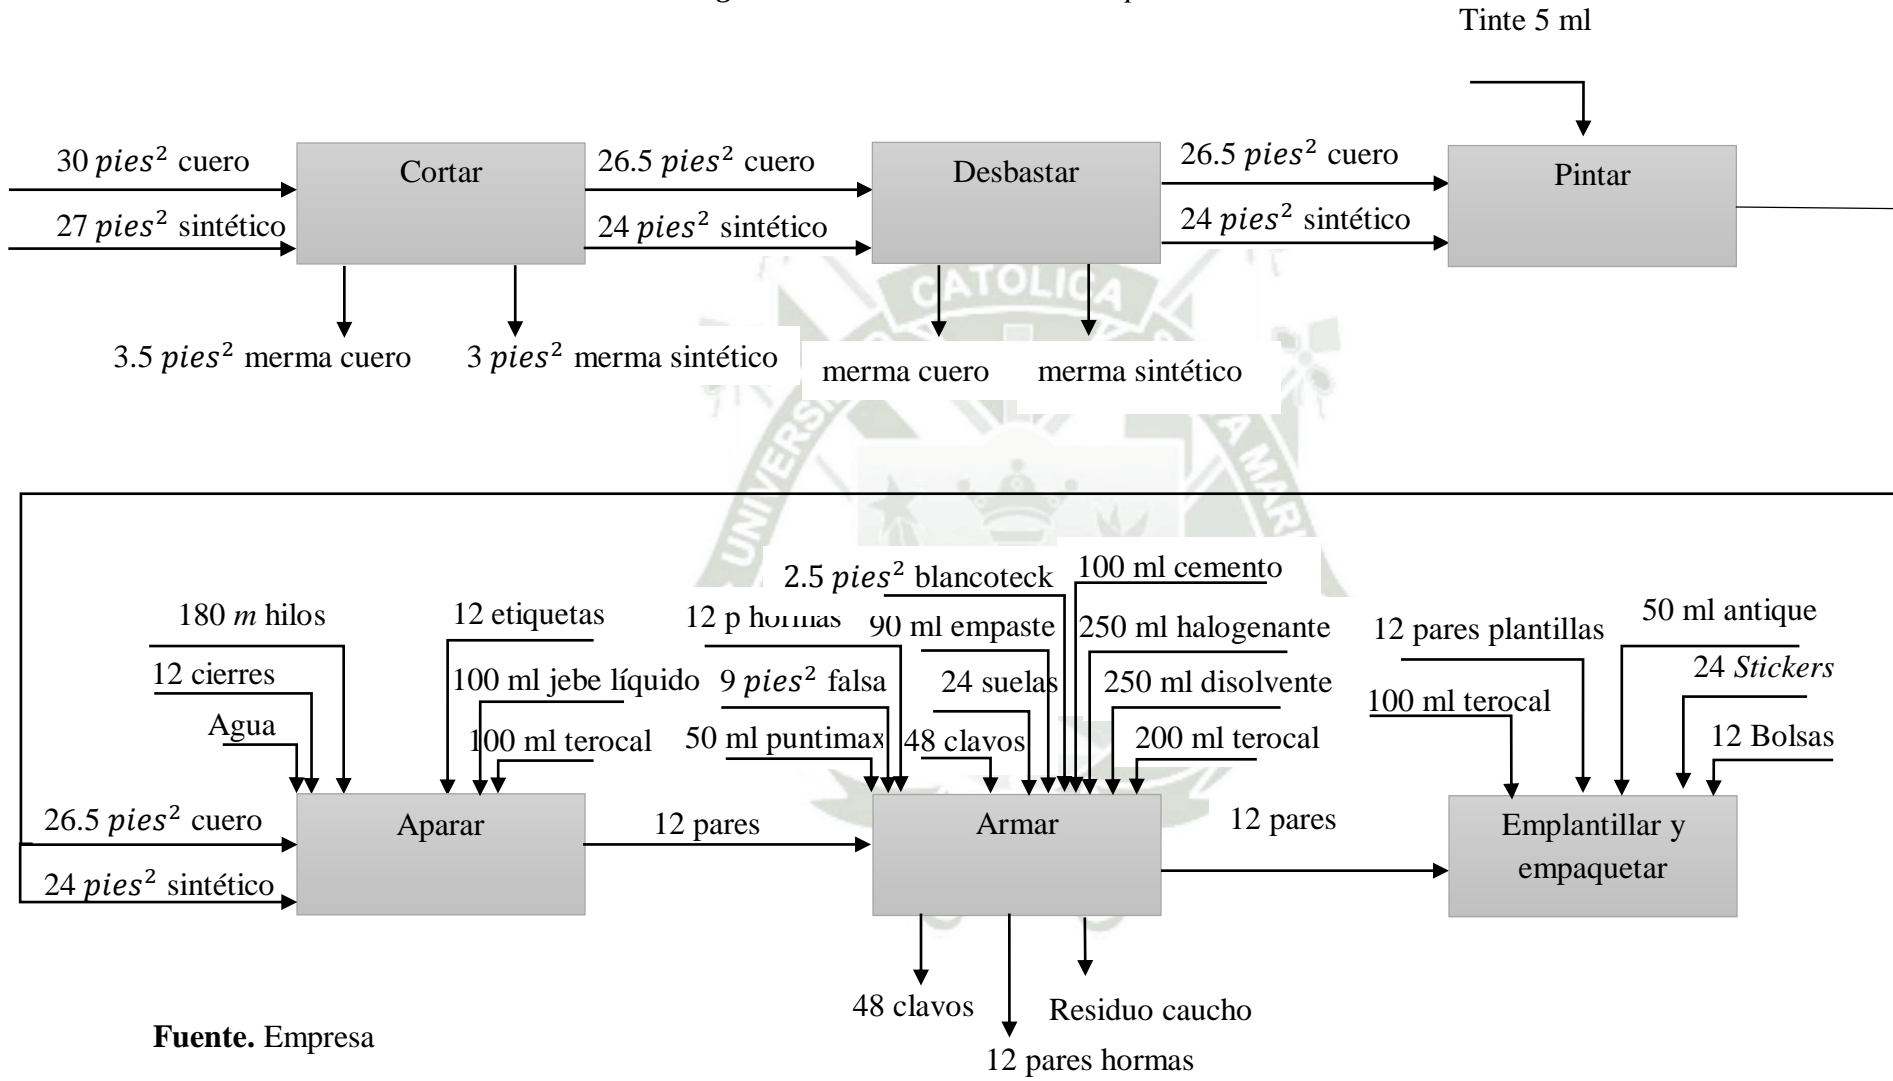 Tinte 5 ml
30 pies² cuero
27 pies² sintético
Cortar
26.5 pies² cuero
24 pies² sintético
Desbastar
26.5 pies² cuero
24 pies² sintético
Pintar
3.5 pies² merma cuero
3 pies² merma sintético
merma cuero
merma sintético
CATOLICA
180 m hilos
12 cierres
Agua
12 etiquetas
100 ml jebe líquido
100 ml terocal
2.5 pies² blancoteck
12 p hormas
9 pies² falsa
50 ml puntimax
90 ml empaste
24 suelas
48 clavos
100 ml cemento
250 ml halogenante
250 ml disolvente
200 ml terocal
12 pares plantillas
100 ml terocal
50 ml antique
24 Stickers
12 Bolsas
26.5 pies² cuero
24 pies² sintético
Aparar
12 pares
Armar
12 pares
Emplantillar y
empaquetar
48 clavos
12 pares hormas
Residuo caucho
Fuente. Empresa